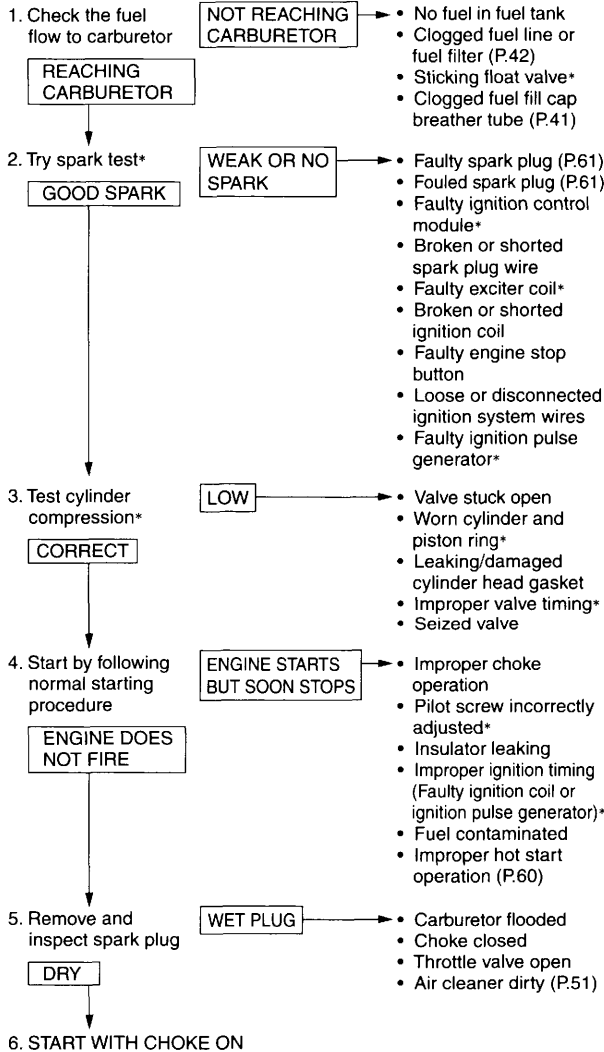 1. Check the fuel
flow to carburetor
REACHING
CARBURETOR
NOT REACHING
CARBURETOR
• No fuel in fuel tank
• Clogged fuel line or
fuel filter (P.42)
• Sticking float valve*
• Clogged fuel fill cap
breather tube (P.41)
2. Try spark test*
GOOD SPARK
WEAK OR NO
SPARK
• Faulty spark plug (P.61)
• Fouled spark plug (P.61)
• Faulty ignition control
module*
• Broken or shorted
spark plug wire
• Faulty exciter coil*
• Broken or shorted
ignition coil
• Faulty engine stop
button
• Loose or disconnected
ignition system wires
• Faulty ignition pulse
generator*
3. Test cylinder
compression*
CORRECT
LOW
• Valve stuck open
• Worn cylinder and
piston ring*
• Leaking/damaged
cylinder head gasket
• Improper valve timing*
• Seized valve
4. Start by following
normal starting
procedure
ENGINE DOES
NOT FIRE
ENGINE STARTS
BUT SOON STOPS
• Improper choke
operation
• Pilot screw incorrectly
adjusted*
• Insulator leaking
• Improper ignition timing
(Faulty ignition coil or
ignition pulse generator)*
• Fuel contaminated
• Improper hot start
operation (P.60)
5. Remove and
inspect spark plug
DRY
WET PLUG
• Carburetor flooded
• Choke closed
• Throttle valve open
• Air cleaner dirty (P.51)
6. START WITH CHOKE ON